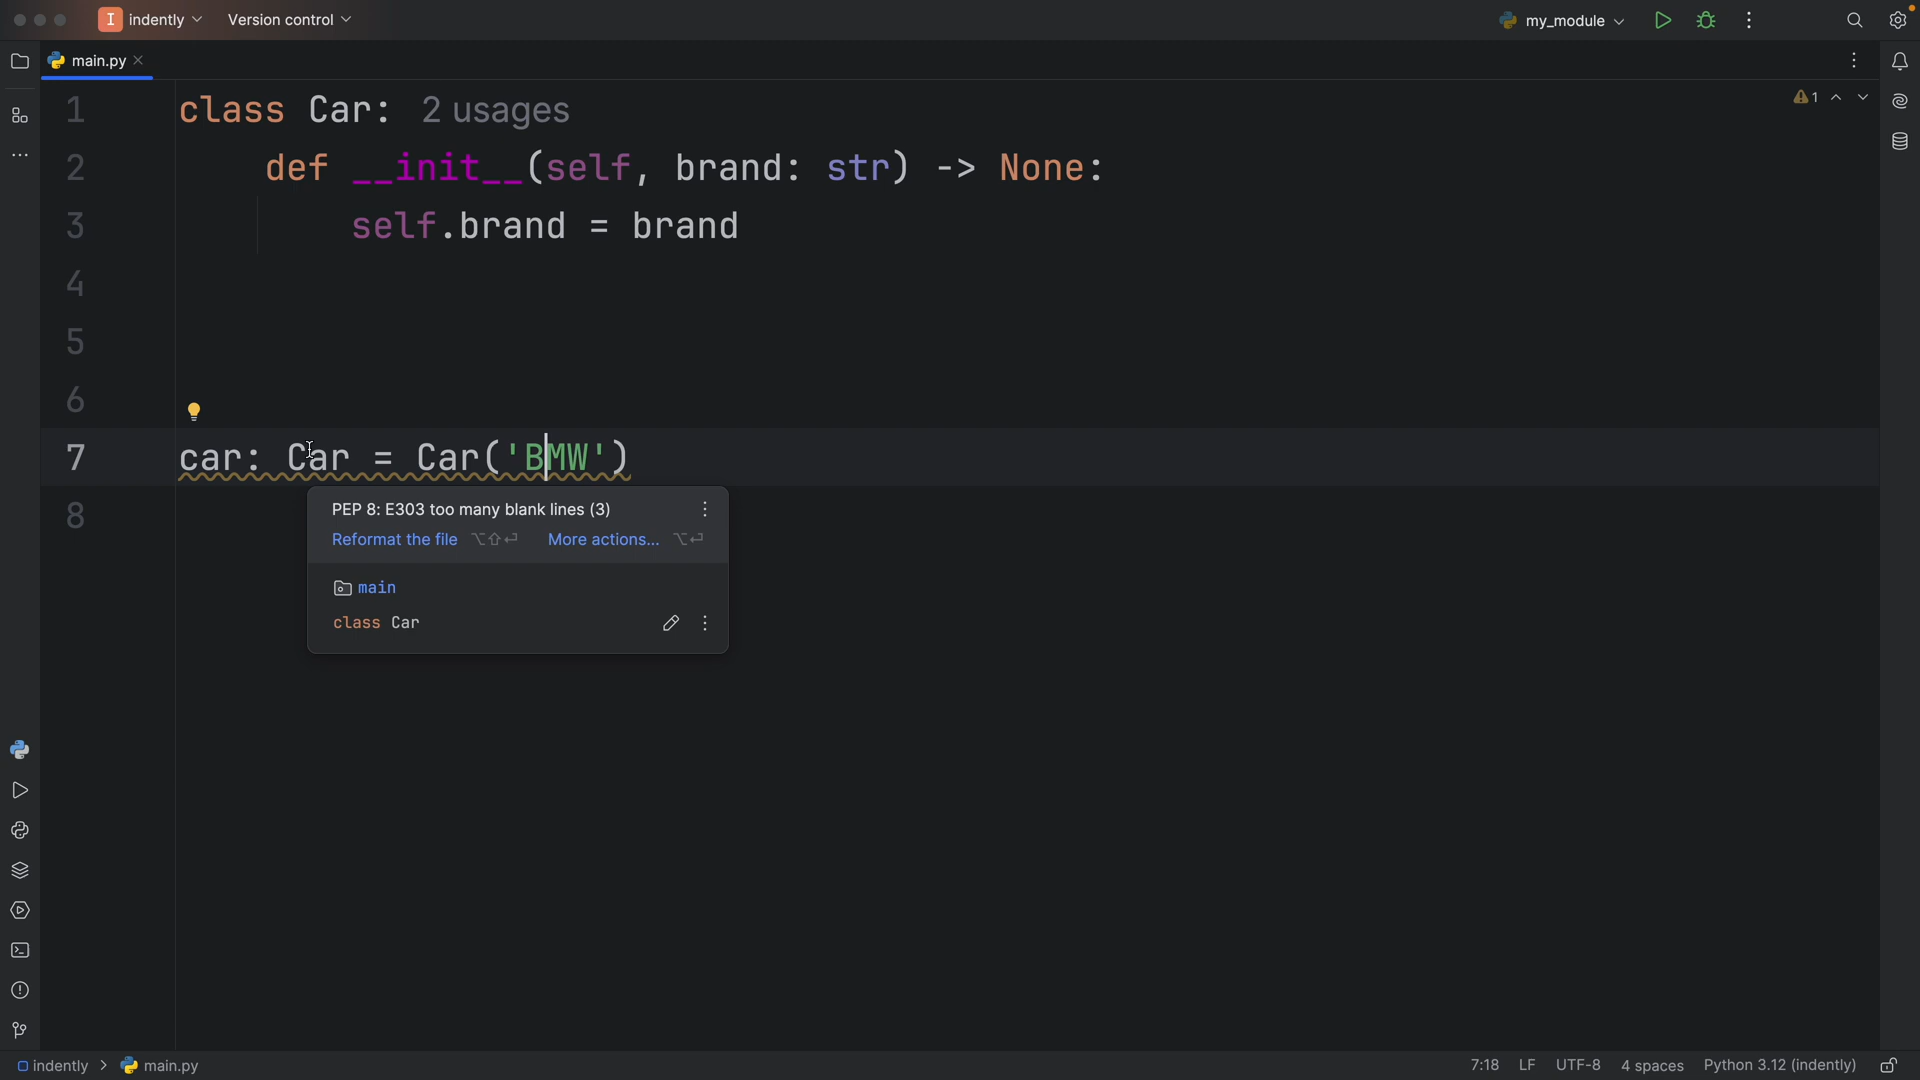 I indently Version control my_module
main.py
1 class Car: 2 usages
2 def __init__(self, brand: str) -> None:
3 self.brand = brand
4
5
6
7 car: Car = Car('BMW')
8
1
PEP 8: E303 too many blank lines (3)
Reformat the file ⌥⇧⏎ More actions... ⌥⏎
main
class Car
indently > main.py 7:18 LF UTF-8 4 spaces Python 3.12 (indently)